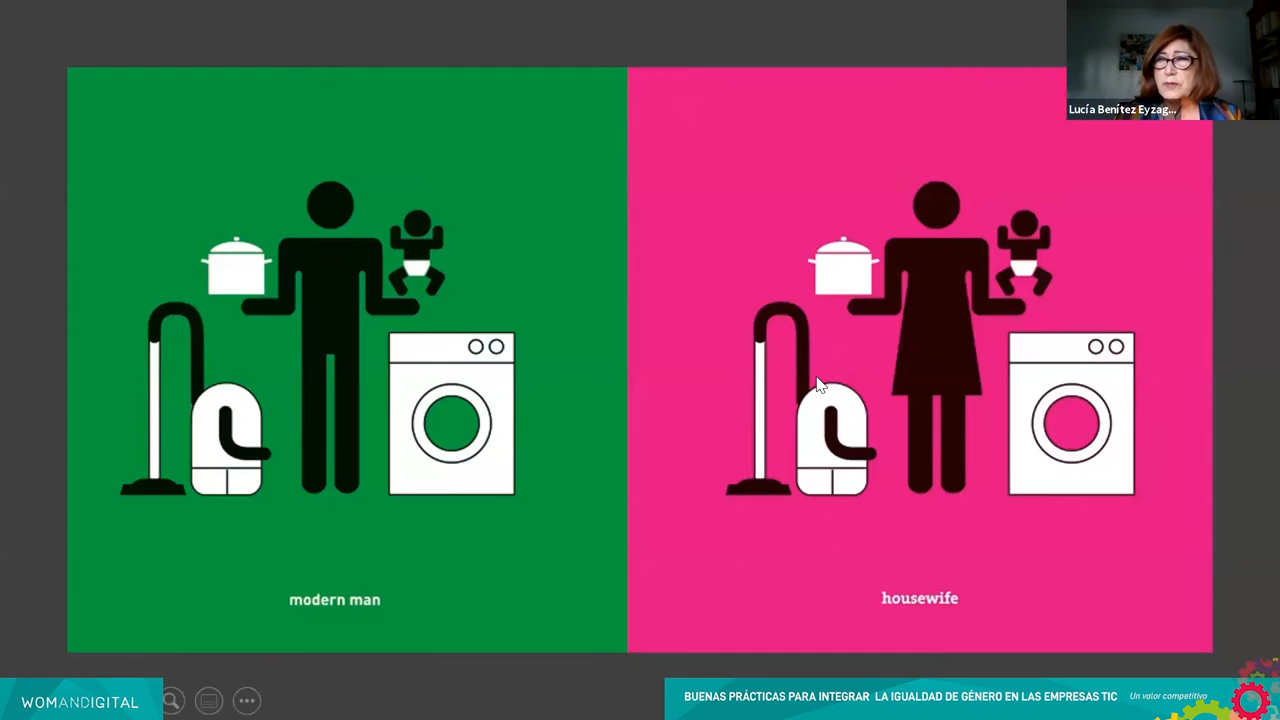 Lucía Benítez Eyzag...
modern man
housewife
WOMANDIGITAL
BUENAS PRÁCTICAS PARA INTEGRAR LA IGUALDAD DE GÉNERO EN LAS EMPRESAS TIC
Un valor competitivo